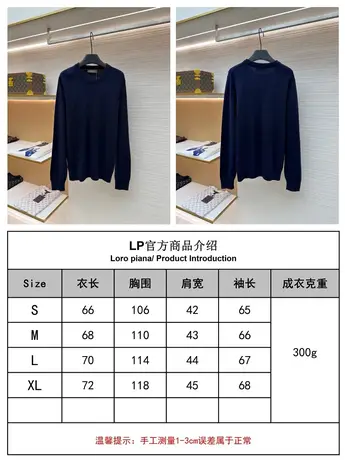 LP官方商品介绍
Loro piana/ Product Introduction
Size 衣长 胸围 肩宽 袖长 成衣克重
S 66 106 42 65
M 68 110 43 66
L 70 114 44 67
XL 72 118 45 68
300g
温馨提示：手工测量1-3cm误差属于正常